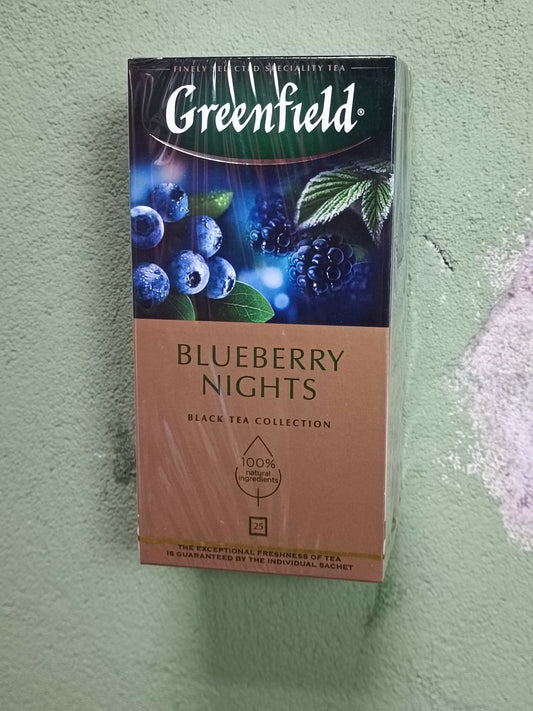 FINELY SELECTED SPECIALITY TEA
Greenfield®
BLUEBERRY
NIGHTS
BLACK TEA COLLECTION
100%
natural
ingredients
25
THE EXCEPTIONAL FRESHNESS OF TEA
IS GUARANTEED BY THE INDIVIDUAL SACHET